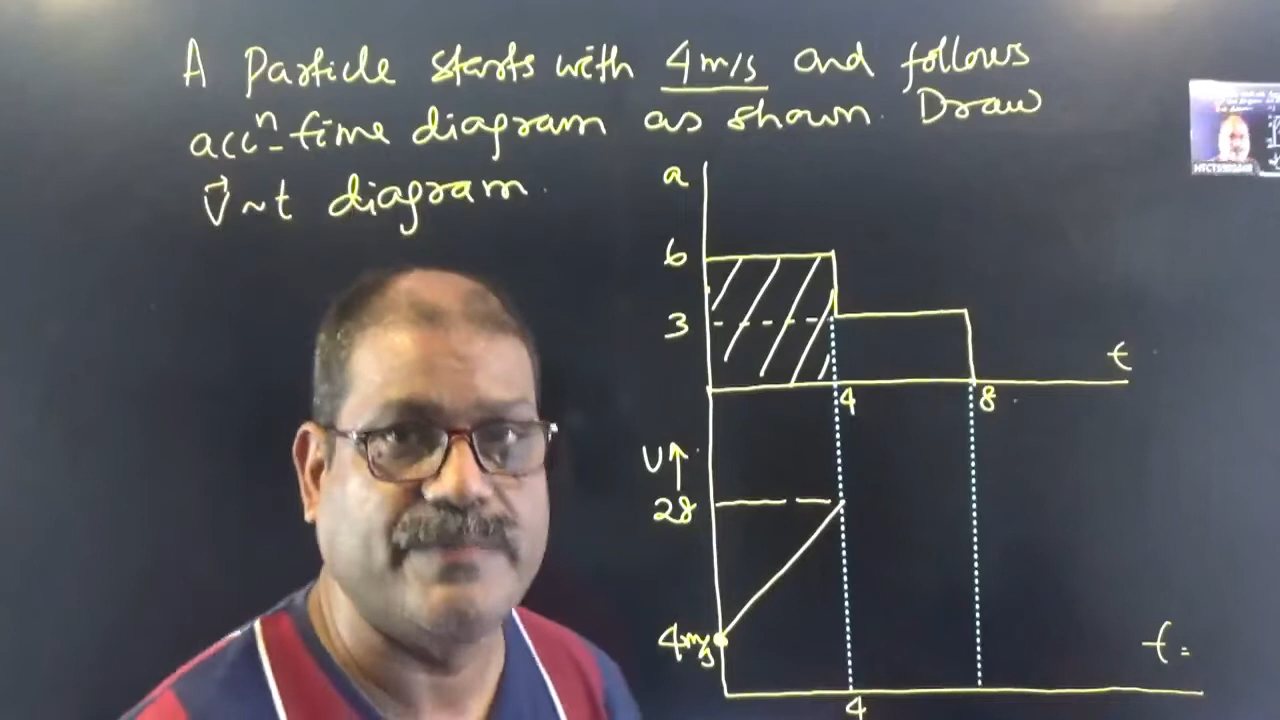 A Particle starts with 4m/s and follows
accⁿ-time diagram as shown. Draw
v⃗~t diagram.
a
6
3
t
4
8
v↑
28
4m/s
t=
4